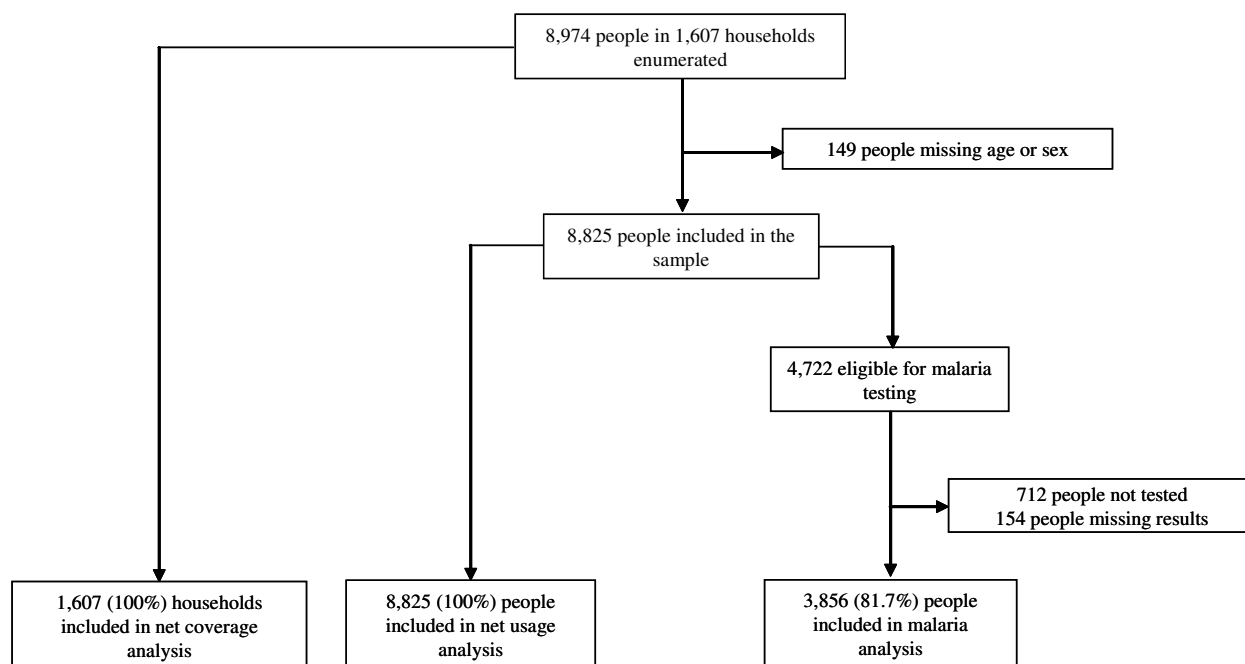 8,974 people in 1,607 households
enumerated
149 people missing age or sex
8,825 people included in the
sample
4,722 eligible for malaria
testing
712 people not tested
154 people missing results
1,607 (100%) households
included in net coverage
analysis
8,825 (100%) people
included in net usage
analysis
3,856 (81.7%) people
included in malaria
analysis